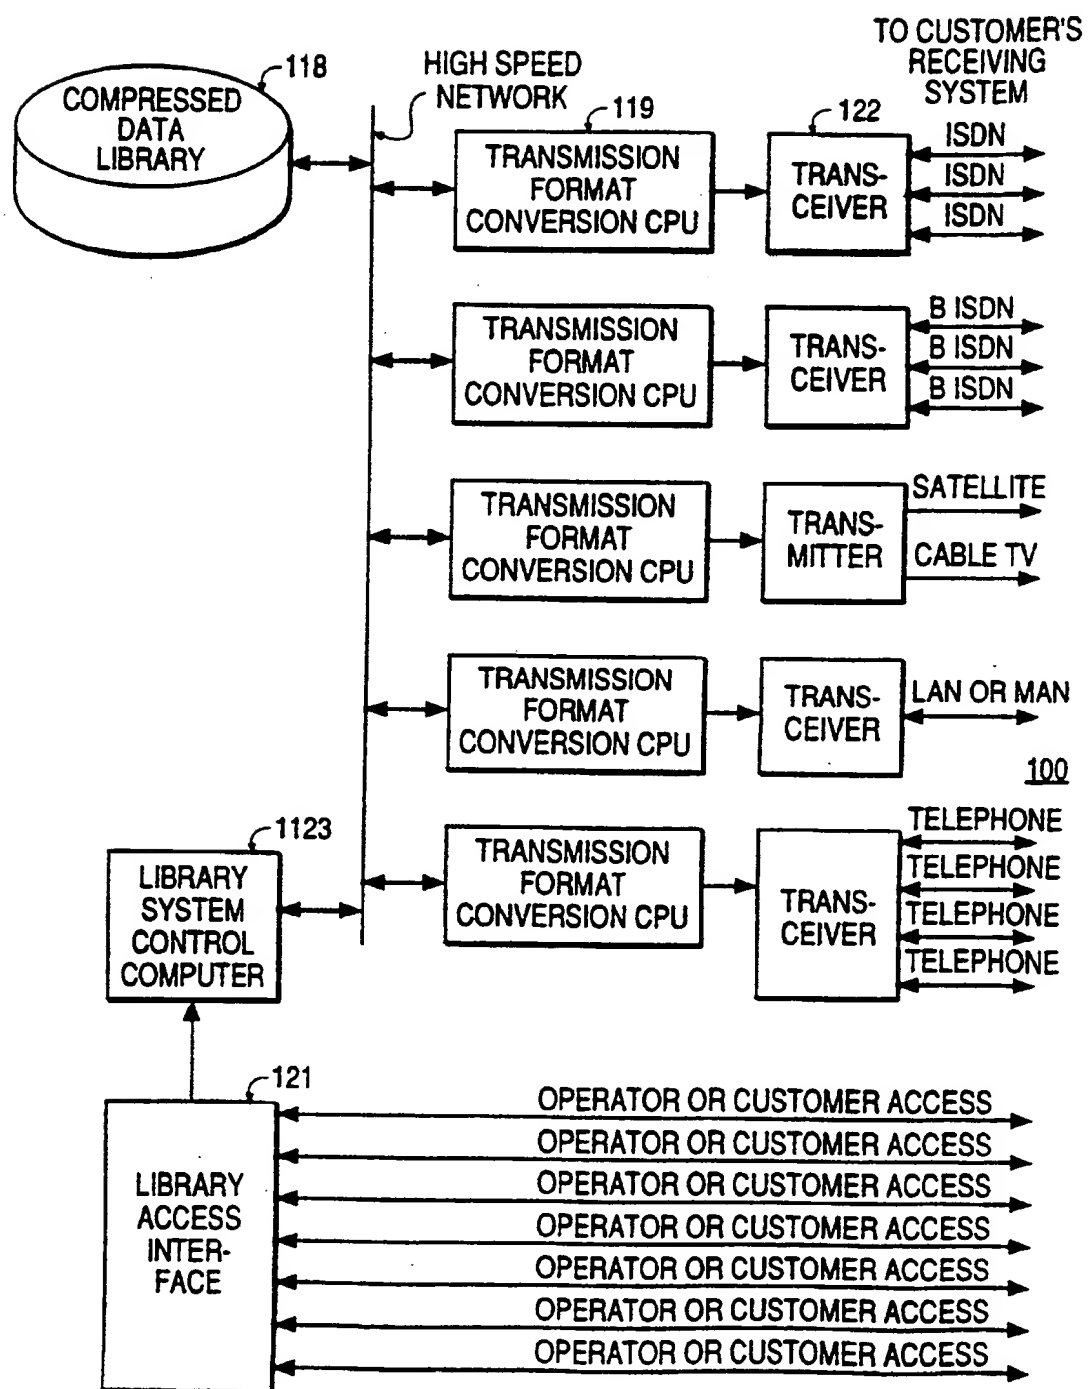 TO CUSTOMER'S
RECEIVING
SYSTEM
118
HIGH SPEED
NETWORK
COMPRESSED
DATA
LIBRARY
119
122
TRANSMISSION
FORMAT
CONVERSION CPU
TRANS-
CEIVER
ISDN
ISDN
ISDN
TRANSMISSION
FORMAT
CONVERSION CPU
TRANS-
CEIVER
B ISDN
B ISDN
B ISDN
TRANSMISSION
FORMAT
CONVERSION CPU
TRANS-
MITTER
SATELLITE
CABLE TV
TRANSMISSION
FORMAT
CONVERSION CPU
TRANS-
CEIVER
LAN OR MAN
100
1123
LIBRARY
SYSTEM
CONTROL
COMPUTER
TRANSMISSION
FORMAT
CONVERSION CPU
TRANS-
CEIVER
TELEPHONE
TELEPHONE
TELEPHONE
TELEPHONE
121
LIBRARY
ACCESS
INTER-
FACE
OPERATOR OR CUSTOMER ACCESS
OPERATOR OR CUSTOMER ACCESS
OPERATOR OR CUSTOMER ACCESS
OPERATOR OR CUSTOMER ACCESS
OPERATOR OR CUSTOMER ACCESS
OPERATOR OR CUSTOMER ACCESS
OPERATOR OR CUSTOMER ACCESS